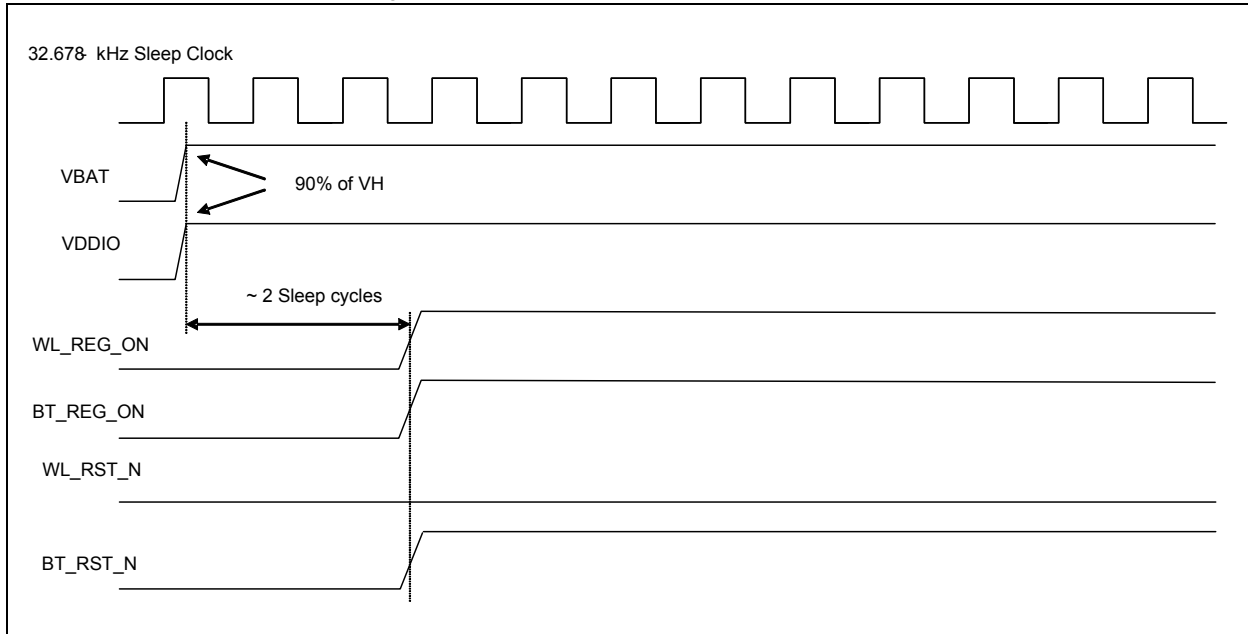 32.678- kHz Sleep Clock
VBAT
90% of VH
VDDIO
~ 2 Sleep cycles
WL_REG_ON
BT_REG_ON
WL_RST_N
BT_RST_N